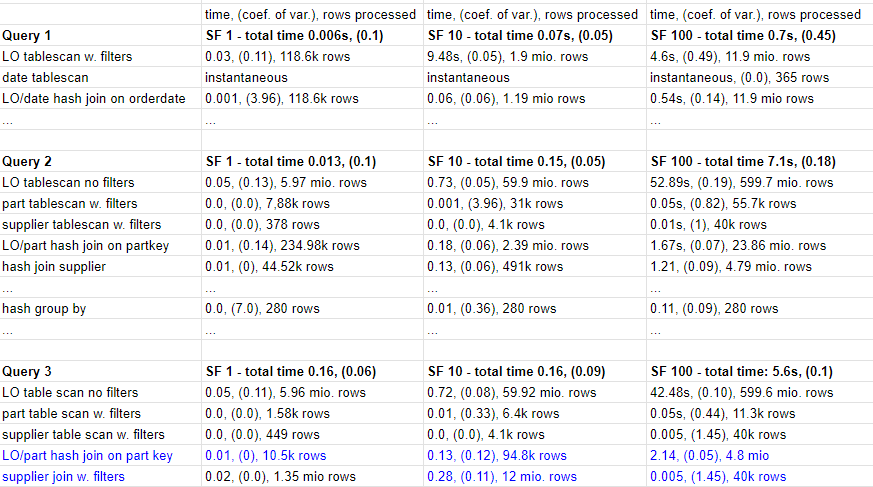 time, (coef. of var.), rows processed time, (coef. of var.), rows processed time, (coef. of var.), rows processed
Query 1 SF 1 - total time 0.006s, (0.1) SF 10 - total time 0.07s, (0.05) SF 100 - total time 0.7s, (0.45)
LO tablescan w. filters 0.03, (0.11), 118.6k rows 9.48s, (0.05), 1.9 mio. rows 4.6s, (0.49), 11.9 mio. rows
date tablescan instantaneous instantaneous instantaneous, (0.0), 365 rows
LO/date hash join on orderdate 0.001, (3.96), 118.6k rows 0.06, (0.06), 1.19 mio rows 0.54s, (0.14), 11.9 mio rows
... ... ... ...
Query 2 SF 1 - total time 0.013, (0.1) SF 10 - total time 0.15, (0.05) SF 100 - total time 7.1s, (0.18)
LO tablescan no filters 0.05, (0.13), 5.97 mio. rows 0.73, (0.05), 59.9 mio. rows 52.89s, (0.19), 599.7 mio. rows
part tablescan w. filters 0.0, (0.0), 7,88k rows 0.001, (3.96), 31k rows 0.05s, (0.82), 55.7k rows
supplier tablescan w. filters 0.0, (0.0), 378 rows 0.0, (0.0), 4.1k rows 0.01s, (1), 40k rows
LO/part hash join on partkey 0.01, (0.14), 234.98k rows 0.18, (0.06), 2.39 mio. rows 1.67s, (0.07), 23.86 mio. rows
hash join supplier 0.01, (0), 44.52k rows 0.13, (0.06), 491k rows 1.21, (0.09), 4.79 mio. rows
... ... ... ...
hash group by 0.0, (7.0), 280 rows 0.01, (0.36), 280 rows 0.11, (0.09), 280 rows
... ... ... ...
Query 3 SF 1 - total time 0.16, (0.06) SF 10 - total time 0.16, (0.09) SF 100 - total time: 5.6s, (0.1)
LO table scan no filters 0.05, (0.11), 5.96 mio. rows 0.72, (0.08), 59.92 mio. rows 42.48s, (0.10), 599.6 mio. rows
part table scan w. filters 0.0, (0.0), 1.58k rows 0.01, (0.33), 6.4k rows 0.05s, (0.44), 11.3k rows
supplier table scan w. filters 0.0, (0.0), 449 rows 0.0, (0.0), 4.1k rows 0.005, (1.45), 40k rows
LO/part hash join on part key 0.01, (0), 10.5k rows 0.13, (0.12), 94.8k rows 2.14, (0.05), 4.8 mio
supplier join w. filters 0.02, (0.0), 1.35 mio rows 0.28, (0.11), 12 mio. rows 0.005, (1.45), 40k rows